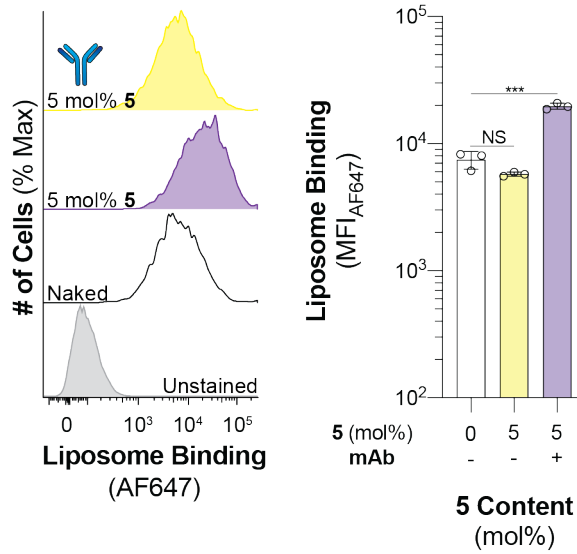 5 mol% 5
5 mol% 5
Naked
Unstained
# of Cells (% Max)
0 10³ 10⁴ 10⁵
Liposome Binding
(AF647)
Liposome Binding
(MFI_AF647)
10⁵
10⁴
10³
10²
***
NS
5 (mol%) 0 5 5
mAb - - +
5 Content
(mol%)